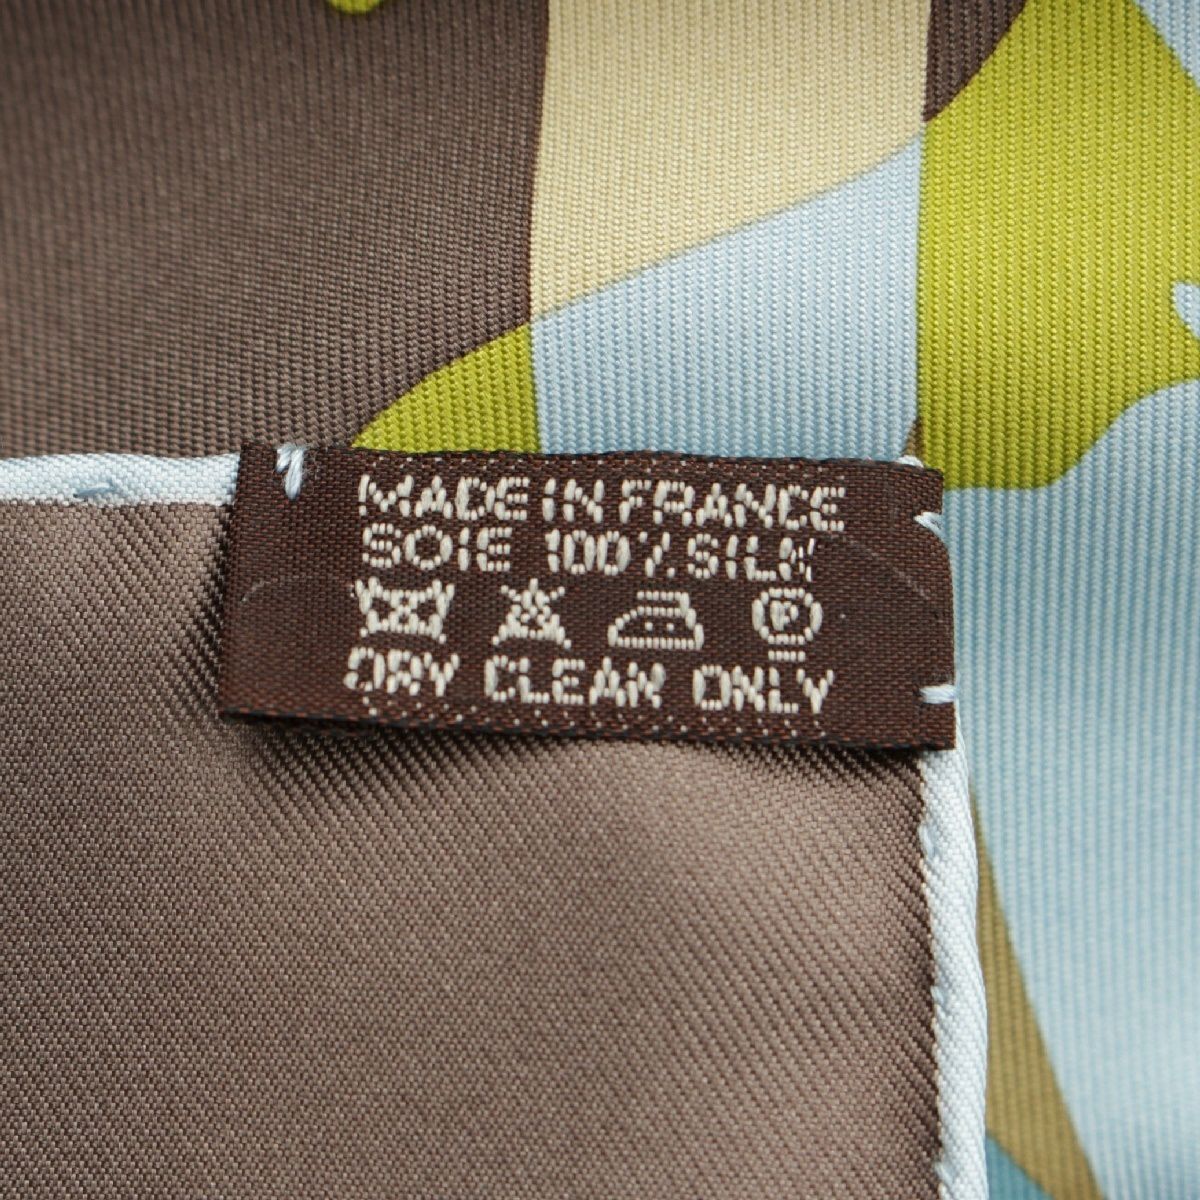 MADE IN FRANCE
SOIE 100% SILK
P
DRY CLEAN ONLY